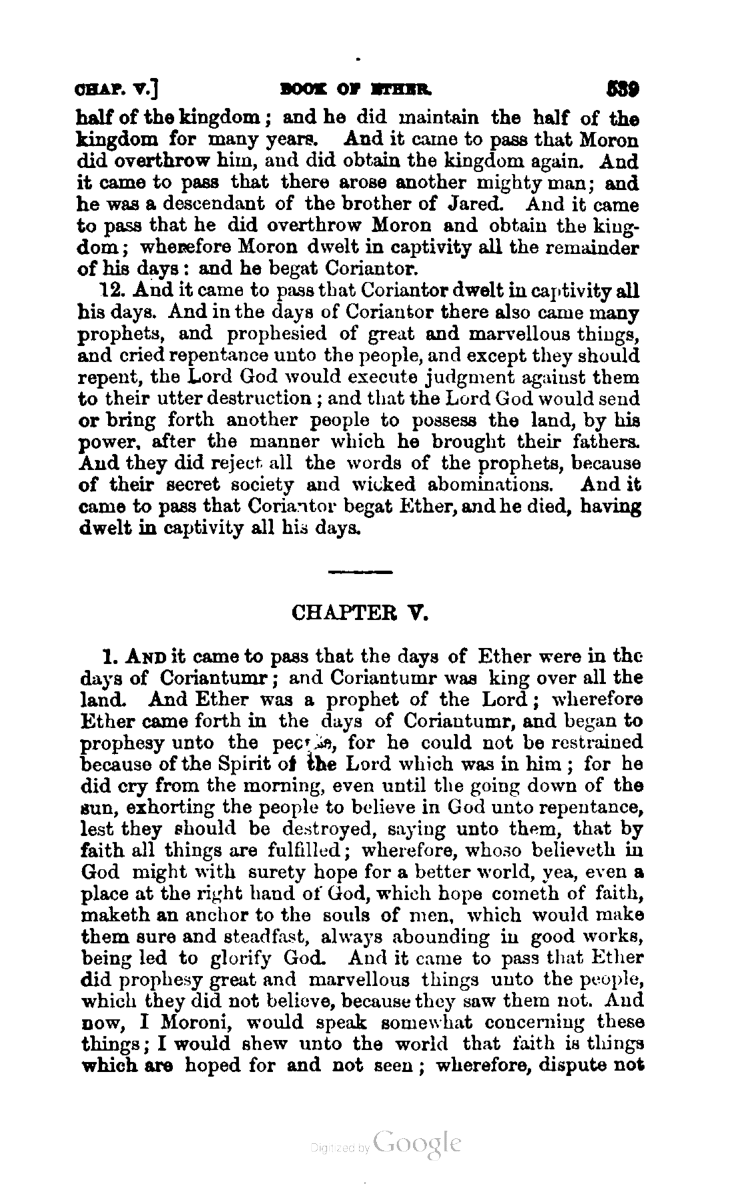 CHAP. V.] BOOK OF ETHER. 539
half of the kingdom; and he did maintain the half of the
kingdom for many years. And it came to pass that Moron
did overthrow him, and did obtain the kingdom again. And
it came to pass that there arose another mighty man; and
he was a descendant of the brother of Jared. And it came
to pass that he did overthrow Moron and obtain the king-
dom; wherefore Moron dwelt in captivity all the remainder
of his days: and he begat Coriantor.
12. And it came to pass that Coriantor dwelt in captivity all
his days. And in the days of Coriantor there also came many
prophets, and prophesied of great and marvellous things,
and cried repentance unto the people, and except they should
repent, the Lord God would execute judgment against them
to their utter destruction; and that the Lord God would send
or bring forth another people to possess the land, by his
power, after the manner which he brought their fathers.
And they did reject all the words of the prophets, because
of their secret society and wicked abominations. And it
came to pass that Coriantor begat Ether, and he died, having
dwelt in captivity all his days.
CHAPTER V.
1. AND it came to pass that the days of Ether were in the
days of Coriantumr; and Coriantumr was king over all the
land. And Ether was a prophet of the Lord; wherefore
Ether came forth in the days of Coriantumr, and began to
prophesy unto the people, for he could not be restrained
because of the Spirit of the Lord which was in him; for he
did cry from the morning, even until the going down of the
sun, exhorting the people to believe in God unto repentance,
lest they should be destroyed, saying unto them, that by
faith all things are fulfilled; wherefore, whoso believeth in
God might with surety hope for a better world, yea, even a
place at the right hand of God, which hope cometh of faith,
maketh an anchor to the souls of men, which would make
them sure and steadfast, always abounding in good works,
being led to glorify God. And it came to pass that Ether
did prophesy great and marvellous things unto the people,
which they did not believe, because they saw them not. And
now, I Moroni, would speak somewhat concerning these
things; I would shew unto the world that faith is things
which are hoped for and not seen; wherefore, dispute not
Digitized by Google